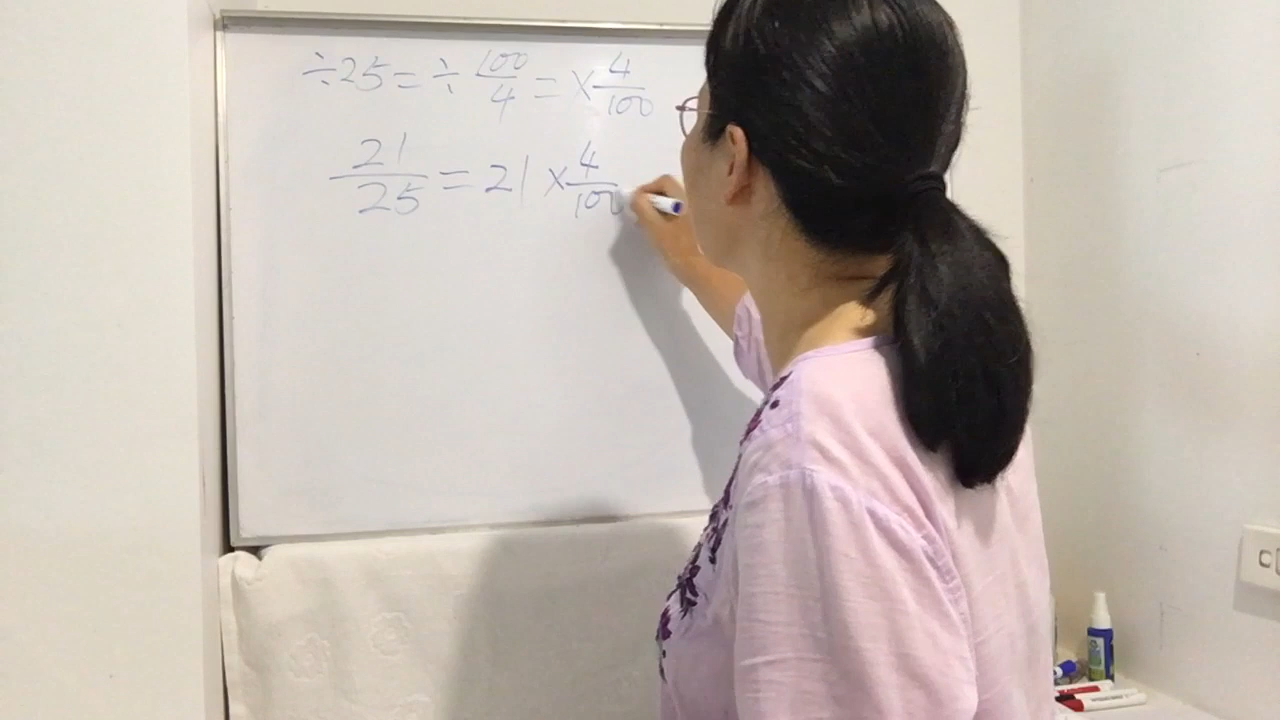 ÷25 = ÷ 100/4 = × 4/100
21/25 = 21 × 4/100